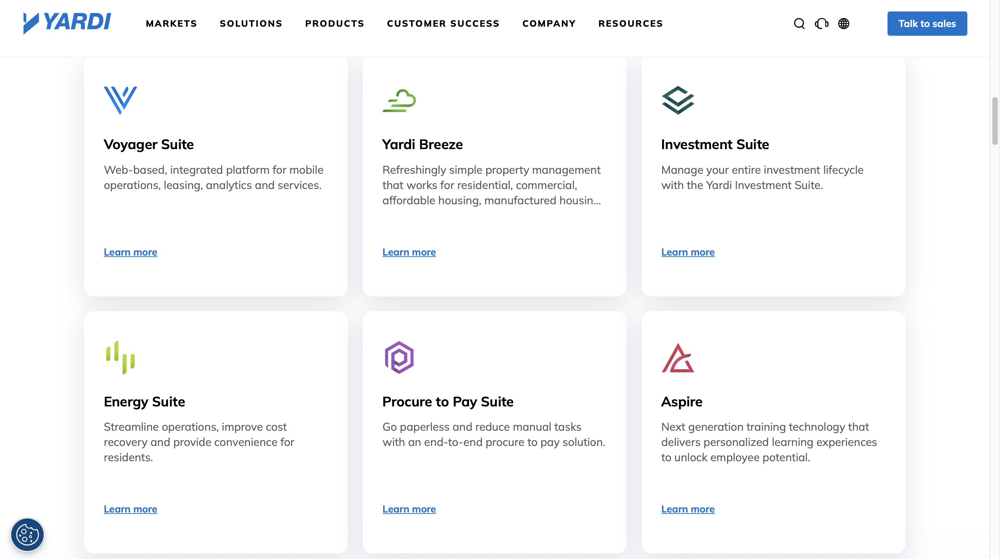 YARDI
MARKETS
SOLUTIONS
PRODUCTS
CUSTOMER SUCCESS
COMPANY
RESOURCES
Talk to sales
Voyager Suite
Web-based, integrated platform for mobile
operations, leasing, analytics and services.
Learn more
Yardi Breeze
Refreshingly simple property management
that works for residential, commercial,
affordable housing, manufactured housin...
Learn more
Investment Suite
Manage your entire investment lifecycle
with the Yardi Investment Suite.
Learn more
Energy Suite
Streamline operations, improve cost
recovery and provide convenience for
residents.
Learn more
Procure to Pay Suite
Go paperless and reduce manual tasks
with an end-to-end procure to pay solution.
Learn more
Aspire
Next generation training technology that
delivers personalized learning experiences
to unlock employee potential.
Learn more